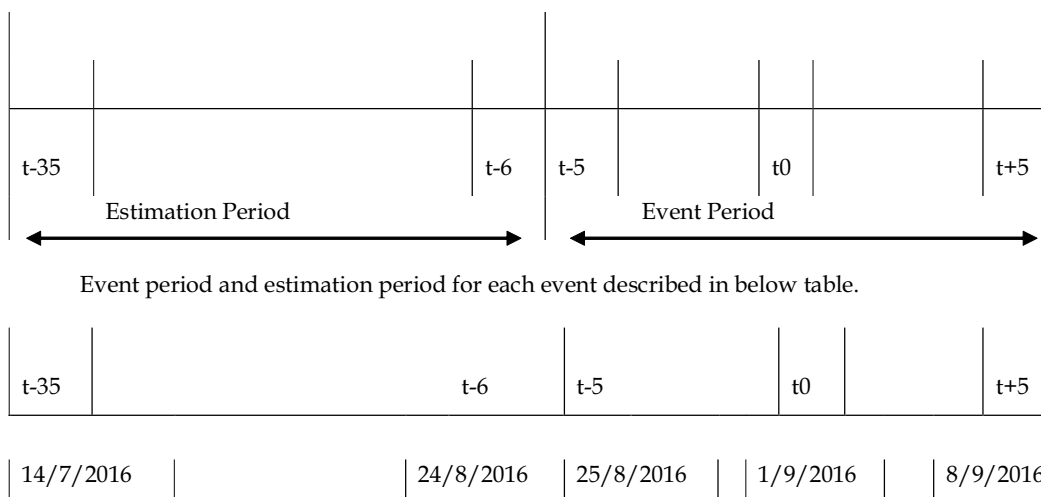 t-35 t-6 t-5 t0 t+5
Estimation Period Event Period
Event period and estimation period for each event described in below table.
t-35 t-6 t-5 t0 t+5
14/7/2016 24/8/2016 25/8/2016 1/9/2016 8/9/2016